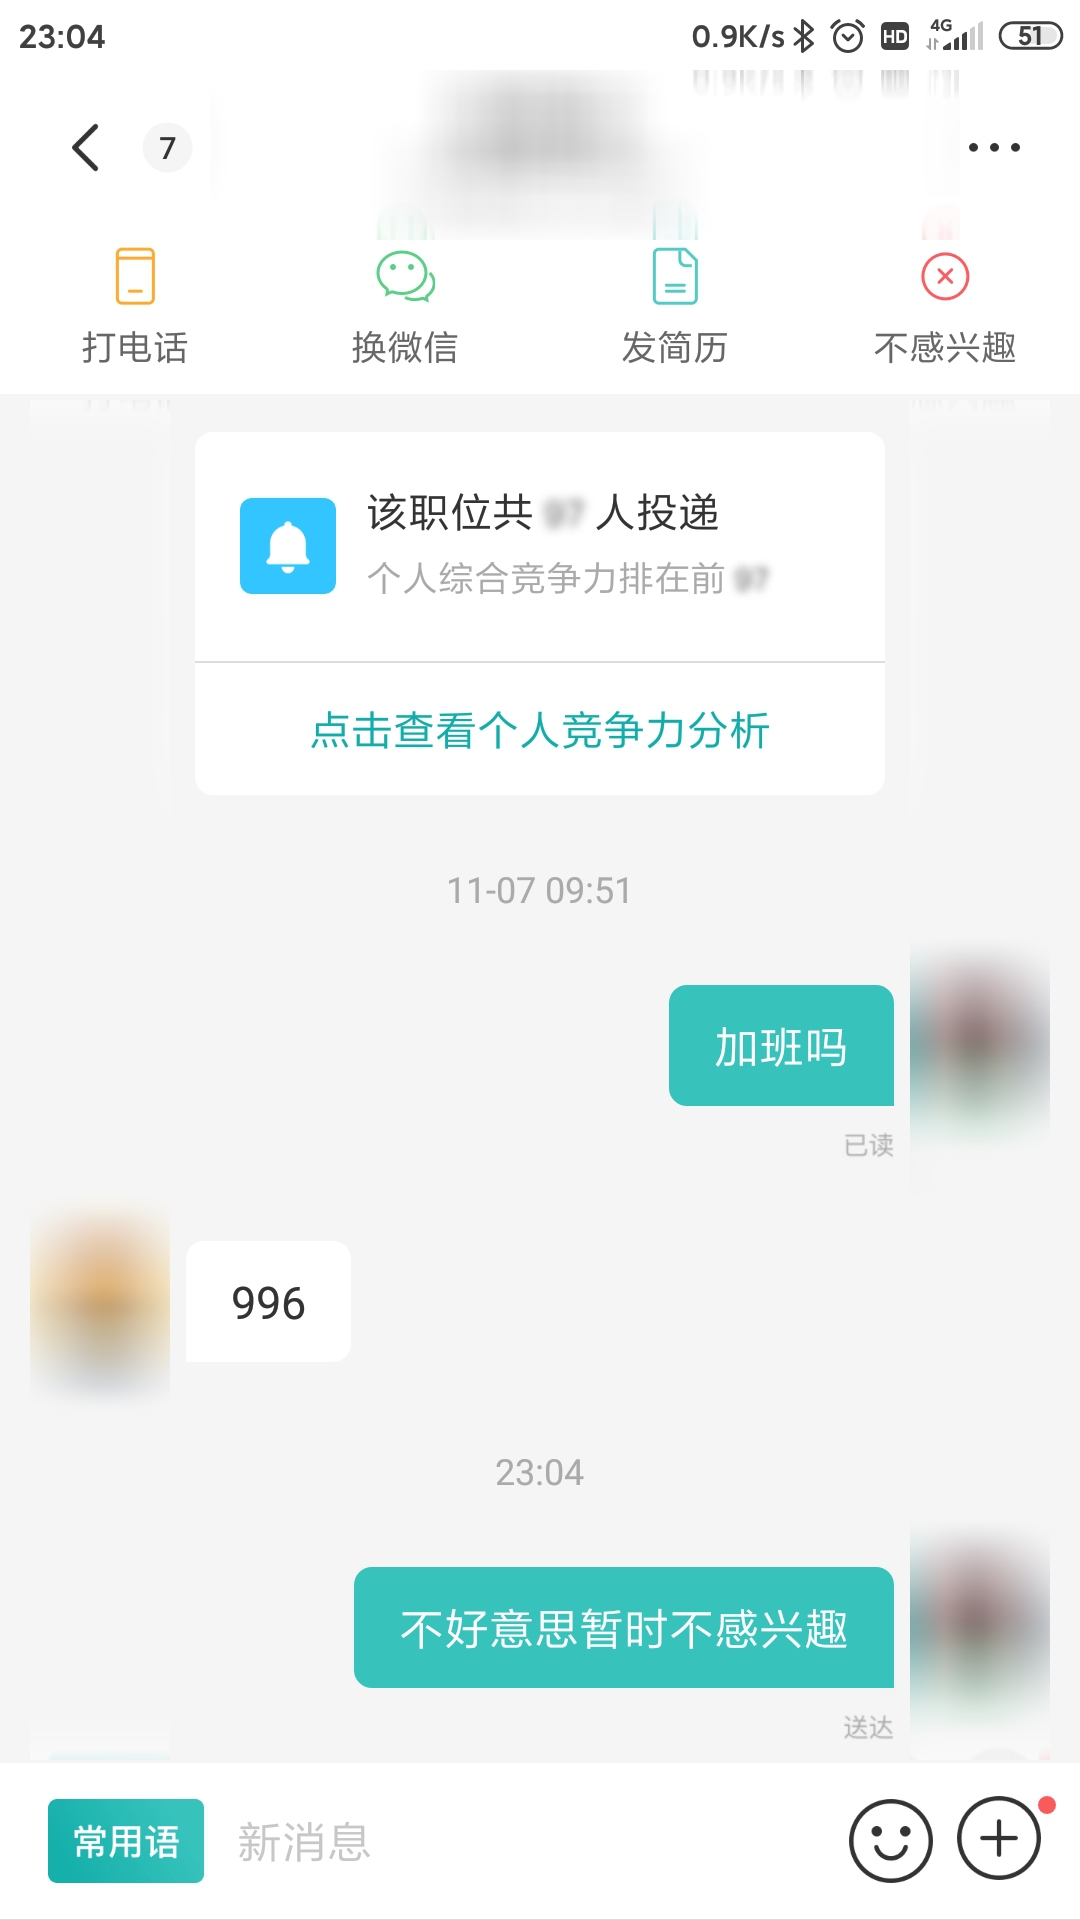 23:04
0.9K/s HD 4G 51
7
打电话
换微信
发简历
不感兴趣
该职位共 97 人投递
个人综合竞争力排在前 97
点击查看个人竞争力分析
11-07 09:51
加班吗
已读
996
23:04
不好意思暂时不感兴趣
送达
常用语
新消息